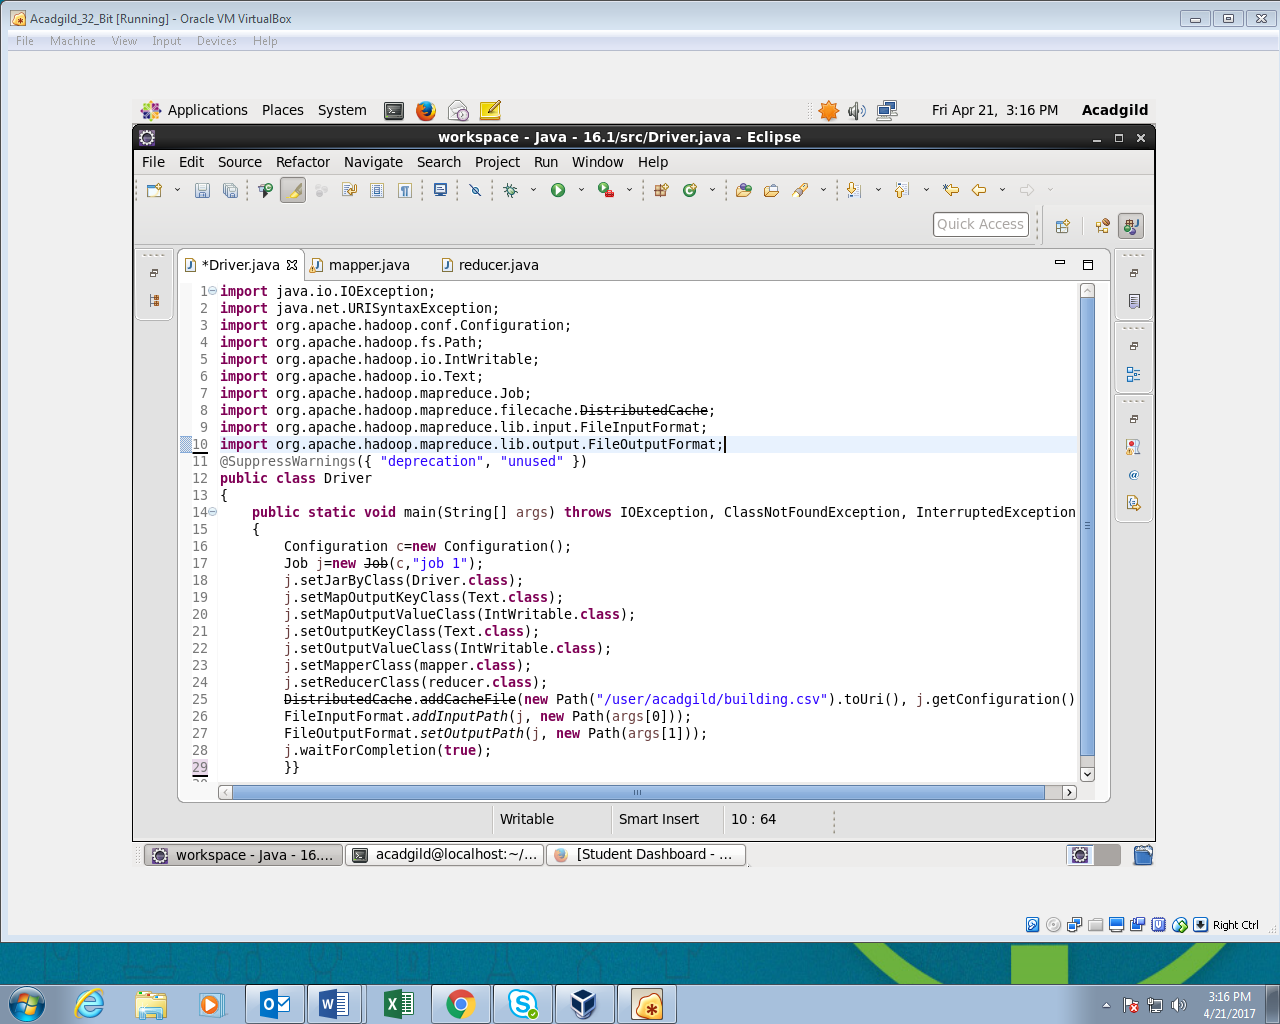 Acadgild_32_Bit [Running] - Oracle VM VirtualBox
File Machine View Input Devices Help
Applications Places System Fri Apr 21, 3:16 PM Acadgild
workspace - Java - 16.1/src/Driver.java - Eclipse
File Edit Source Refactor Navigate Search Project Run Window Help
Quick Access
*Driver.java mapper.java reducer.java
1 import java.io.IOException;
2 import java.net.URISyntaxException;
3 import org.apache.hadoop.conf.Configuration;
4 import org.apache.hadoop.fs.Path;
5 import org.apache.hadoop.io.IntWritable;
6 import org.apache.hadoop.io.Text;
7 import org.apache.hadoop.mapreduce.Job;
8 import org.apache.hadoop.mapreduce.filecache.DistributedCache;
9 import org.apache.hadoop.mapreduce.lib.input.FileInputFormat;
10 import org.apache.hadoop.mapreduce.lib.output.FileOutputFormat;
11 @SuppressWarnings({ "deprecation", "unused" })
12 public class Driver
13 {
14 public static void main(String[] args) throws IOException, ClassNotFoundException, InterruptedException
15 {
16 Configuration c=new Configuration();
17 Job j=new Job(c,"job 1");
18 j.setJarByClass(Driver.class);
19 j.setMapOutputKeyClass(Text.class);
20 j.setMapOutputValueClass(IntWritable.class);
21 j.setOutputKeyClass(Text.class);
22 j.setOutputValueClass(IntWritable.class);
23 j.setMapperClass(mapper.class);
24 j.setReducerClass(reducer.class);
25 DistributedCache.addCacheFile(new Path("/user/acadgild/building.csv").toUri(), j.getConfiguration()
26 FileInputFormat.addInputPath(j, new Path(args[0]));
27 FileOutputFormat.setOutputPath(j, new Path(args[1]));
28 j.waitForCompletion(true);
29 }}
Writable Smart Insert 10 : 64
workspace - Java - 16.... acadgild@localhost:~/... [Student Dashboard - ...
Right Ctrl
3:16 PM
4/21/2017